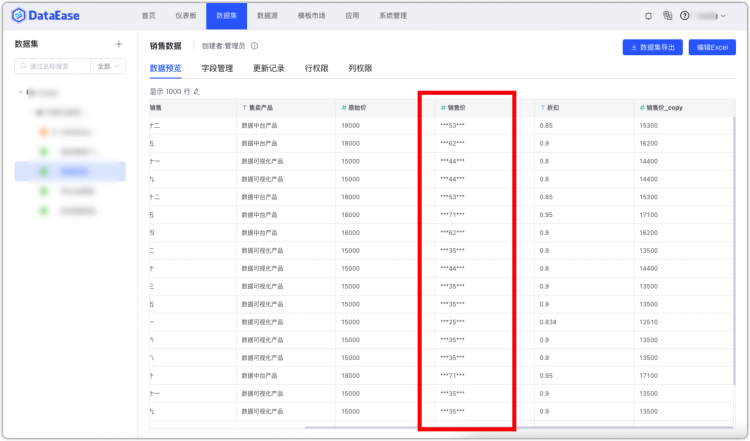 DataEase 首页 仪表板 数据集 数据源 模板市场 应用 系统管理
数据集 +
通过名称搜索 全部
销售数据 创建者:管理员
数据集导出 编辑Excel
数据预览 字段管理 更新记录 行权限 列权限
显示 1000 行
销售 T 售卖产品 # 原始价 # 销售价 T 折扣 # 销售价_copy
十二 数据中台产品 18000 ***53*** 0.85 15300
五 数据中台产品 18000 ***62*** 0.9 16200
十一 数据可视化产品 15000 ***44*** 0.8 14400
九 数据可视化产品 15000 ***44*** 0.8 14400
十二 数据中台产品 18000 ***53*** 0.85 15300
五 数据中台产品 18000 ***71*** 0.95 17100
四 数据中台产品 18000 ***62*** 0.9 16200
二 数据可视化产品 15000 ***35*** 0.9 13500
十 数据可视化产品 15000 ***44*** 0.8 14400
三 数据可视化产品 15000 ***35*** 0.9 13500
五 数据可视化产品 15000 ***35*** 0.9 13500
一 数据可视化产品 15000 ***25*** 0.834 12510
六 数据可视化产品 15000 ***35*** 0.9 13500
八 数据可视化产品 15000 ***35*** 0.9 13500
十 数据中台产品 18000 ***71*** 0.95 17100
十一 数据可视化产品 15000 ***35*** 0.9 13500
九 数据可视化产品 15000 ***35*** 0.9 13500